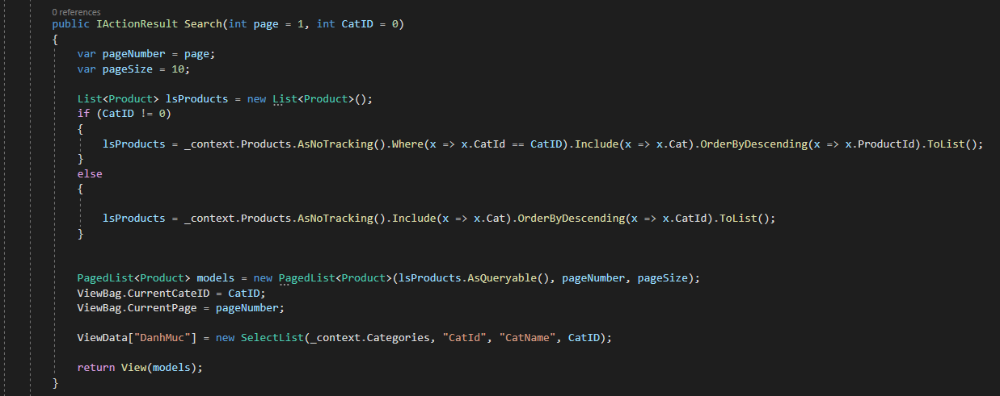 0 references
public IActionResult Search(int page = 1, int CatID = 0)
{
var pageNumber = page;
var pageSize = 10;
List<Product> lsProducts = new List<Product>();
if (CatID != 0)
{
lsProducts = _context.Products.AsNoTracking().Where(x => x.CatId == CatID).Include(x => x.Cat).OrderByDescending(x => x.ProductId).ToList();
}
else
{
lsProducts = _context.Products.AsNoTracking().Include(x => x.Cat).OrderByDescending(x => x.CatId).ToList();
}
PagedList<Product> models = new PagedList<Product>(lsProducts.AsQueryable(), pageNumber, pageSize);
ViewBag.CurrentCateID = CatID;
ViewBag.CurrentPage = pageNumber;
ViewData["DanhMuc"] = new SelectList(_context.Categories, "CatId", "CatName", CatID);
return View(models);
}